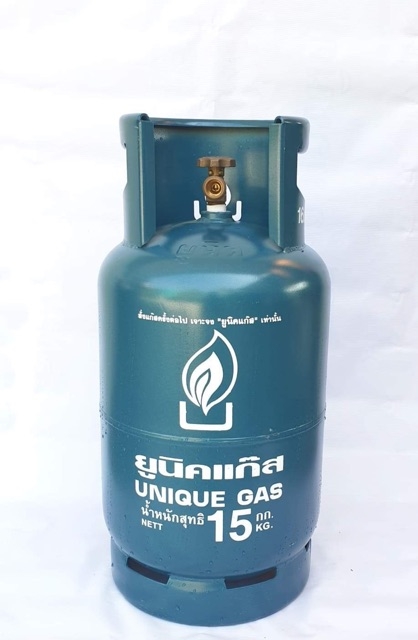 สั่งแก๊สครั้งต่อไป เจาะจง "ยูนิคแก๊ส" เท่านั้น
ยูนิคแก๊ส
UNIQUE GAS
น้ำหนักสุทธิ 15 กก.
NETT KG.